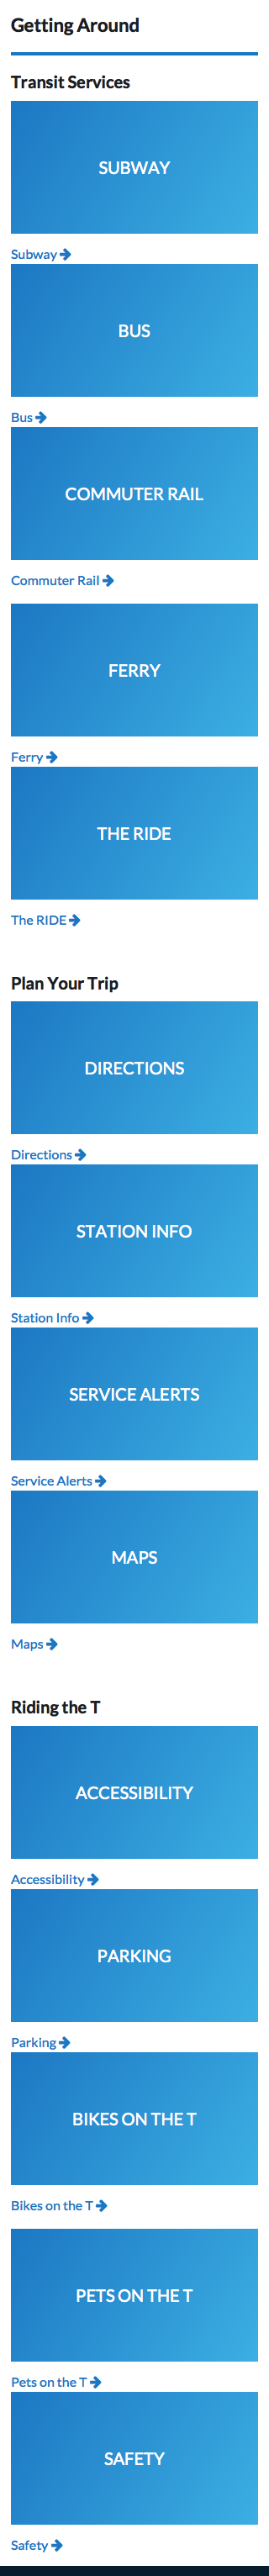 Getting Around
Transit Services
SUBWAY
Subway
BUS
Bus
COMMUTER RAIL
Commuter Rail
FERRY
Ferry
THE RIDE
The RIDE
Plan Your Trip
DIRECTIONS
Directions
STATION INFO
Station Info
SERVICE ALERTS
Service Alerts
MAPS
Maps
Riding the T
ACCESSIBILITY
Accessibility
PARKING
Parking
BIKES ON THE T
Bikes on the T
PETS ON THE T
Pets on the T
SAFETY
Safety